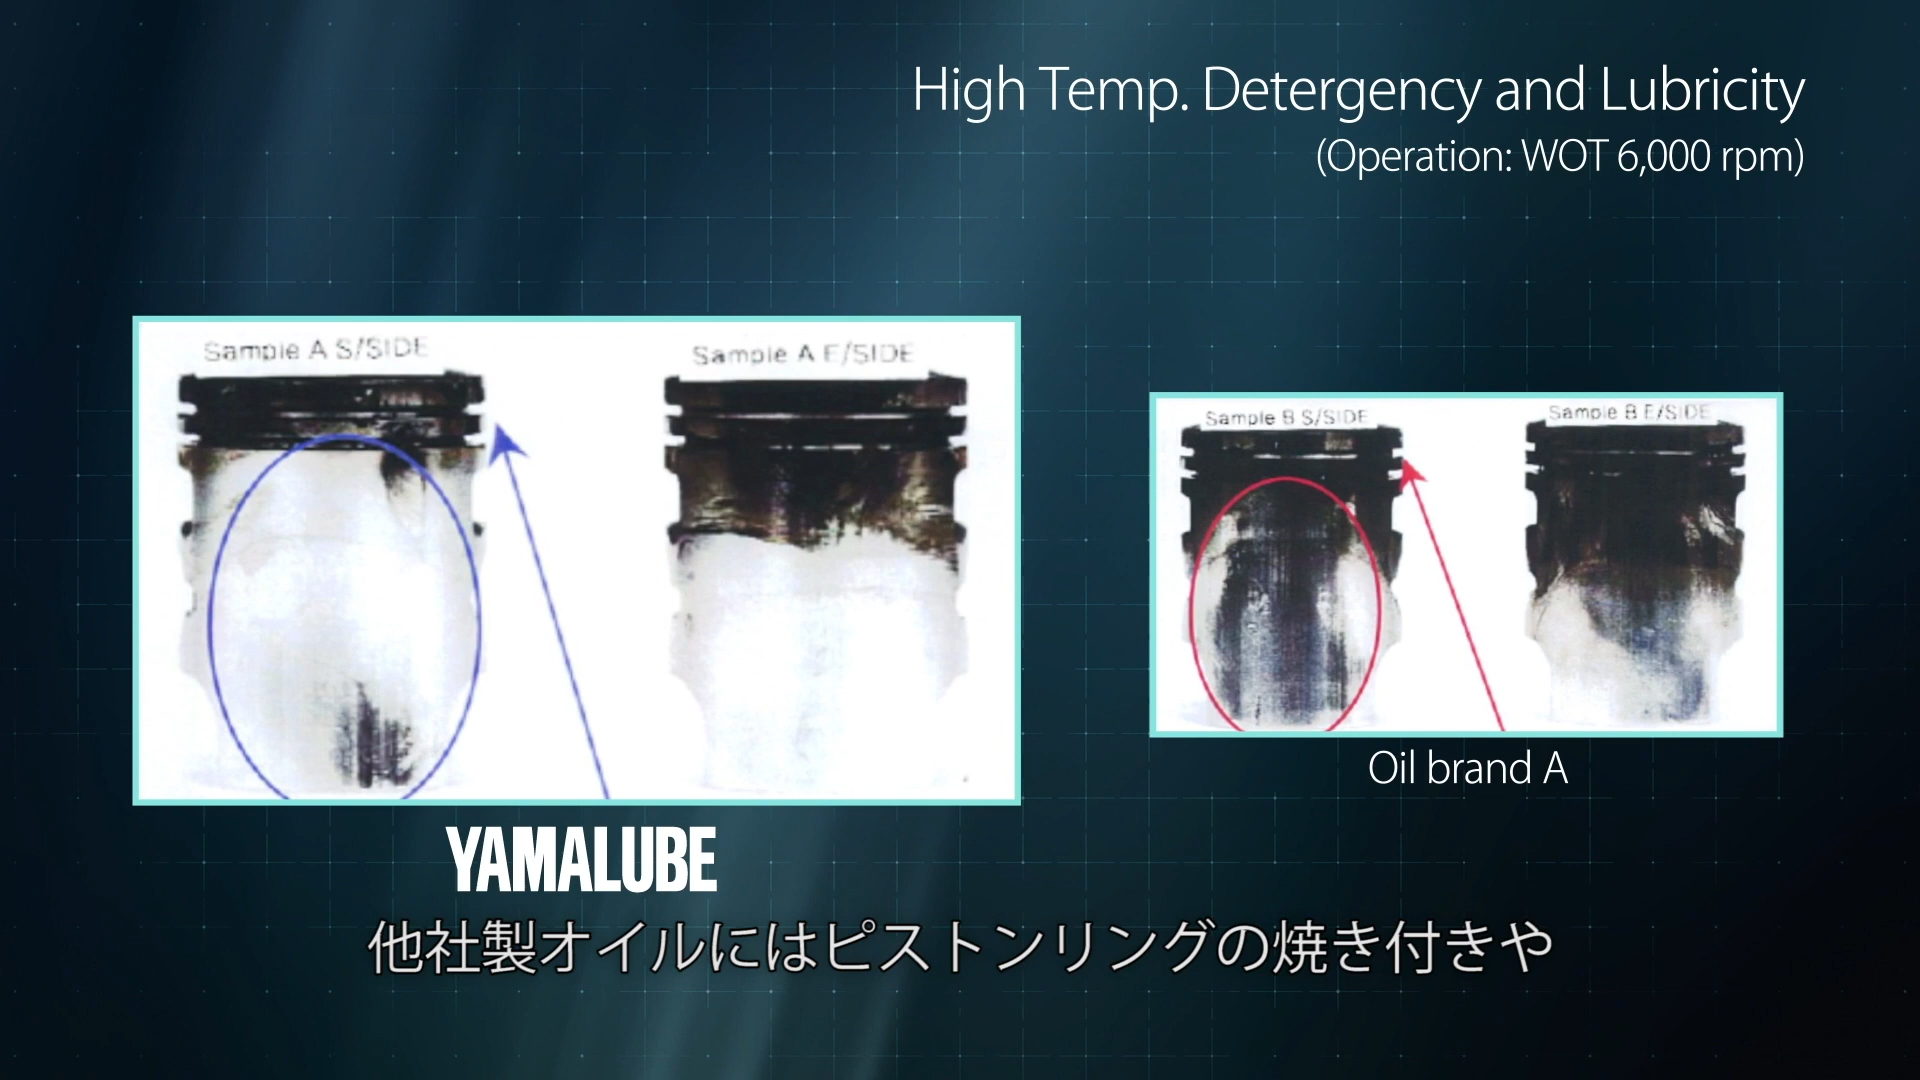 High Temp. Detergency and Lubricity
(Operation: WOT 6,000 rpm)
Sample A S/SIDE
Sample A E/SIDE
Sample B S/SIDE
Sample B E/SIDE
Oil brand A
YAMALUBE
他社製オイルにはピストンリングの焼き付きや